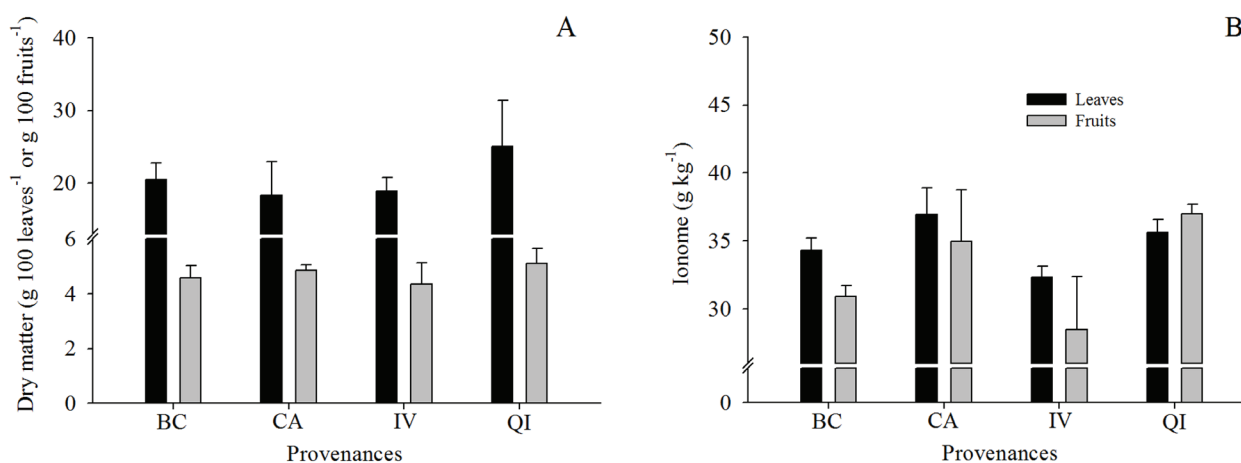 A
Dry matter (g 100 leaves⁻¹ or g 100 fruits⁻¹)
40
30
20
6
4
2
0
BC CA IV QI
Provenances
B
Ionome (g kg⁻¹)
50
45
40
35
30
0
Leaves
Fruits
BC CA IV QI
Provenances